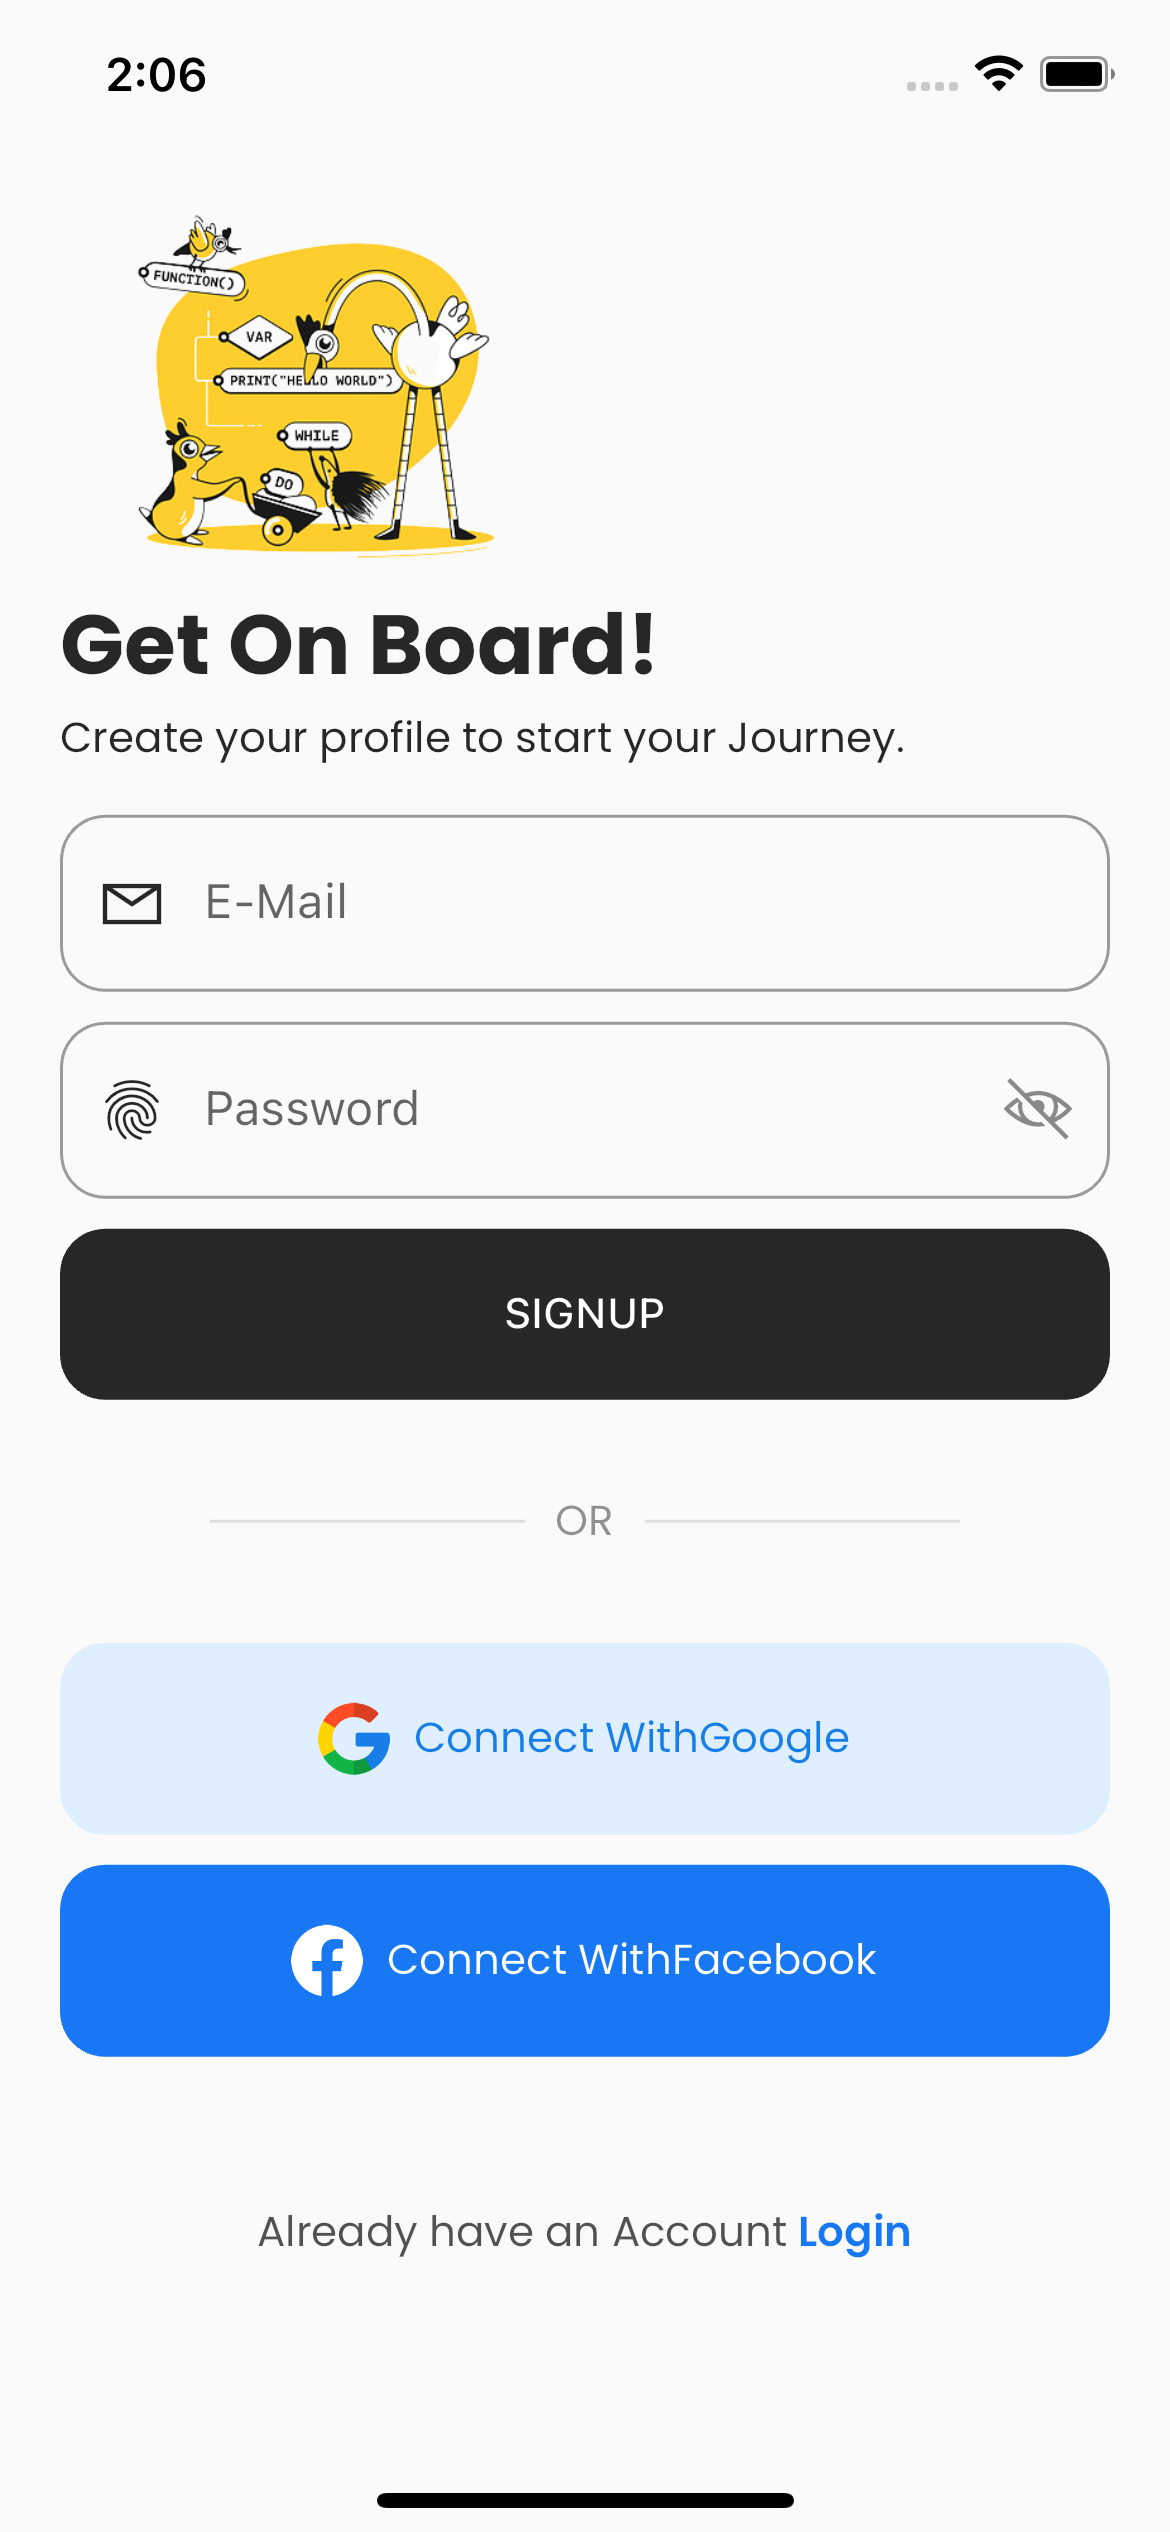 2:06
FUNCTION()
VAR
PRINT("HELLO WORLD")
WHILE
DO
Get On Board!
Create your profile to start your Journey.
E-Mail
Password
SIGNUP
OR
Connect WithGoogle
Connect WithFacebook
Already have an Account Login